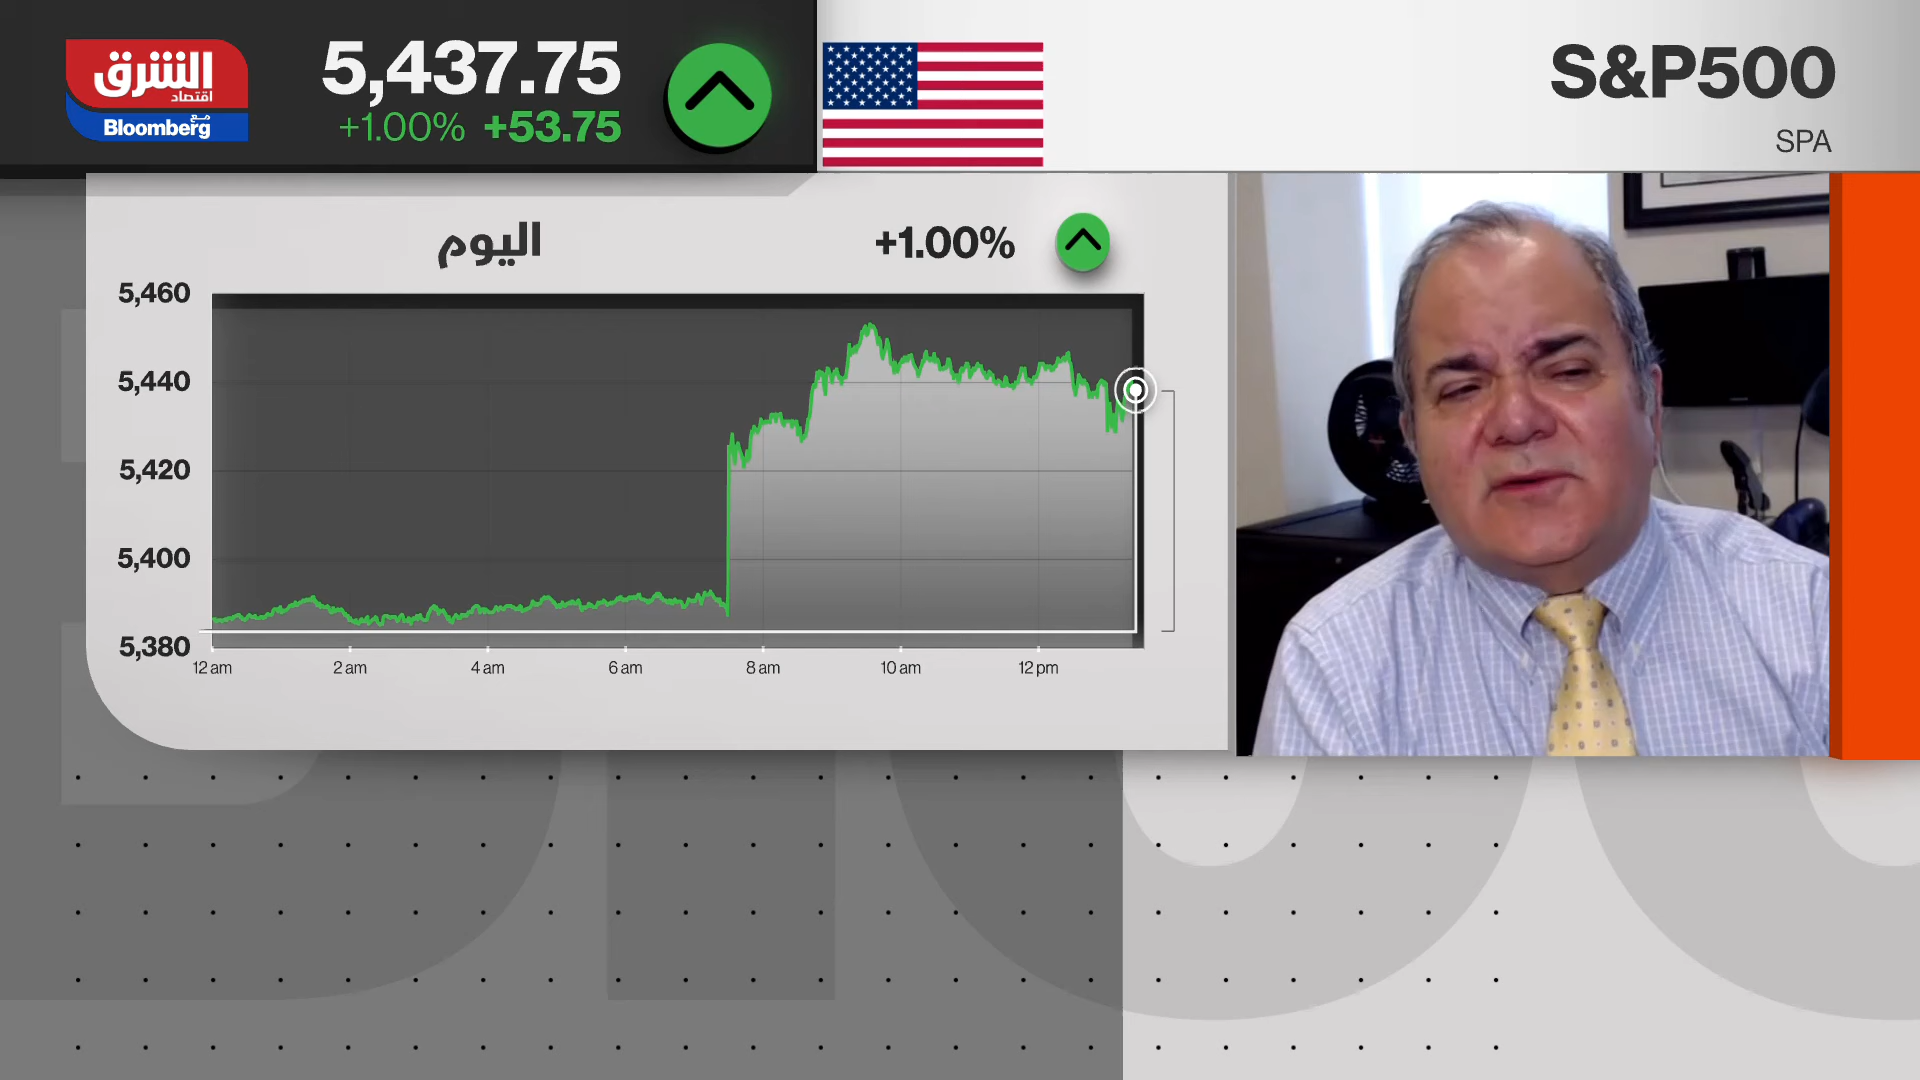 الشرق
اقتصاد
مع
Bloomberg
5,437.75
+1.00% +53.75
S&P500
SPA
اليوم
+1.00%
5,460
5,440
5,420
5,400
5,380
12 am 2 am 4 am 6 am 8 am 10 am 12 pm